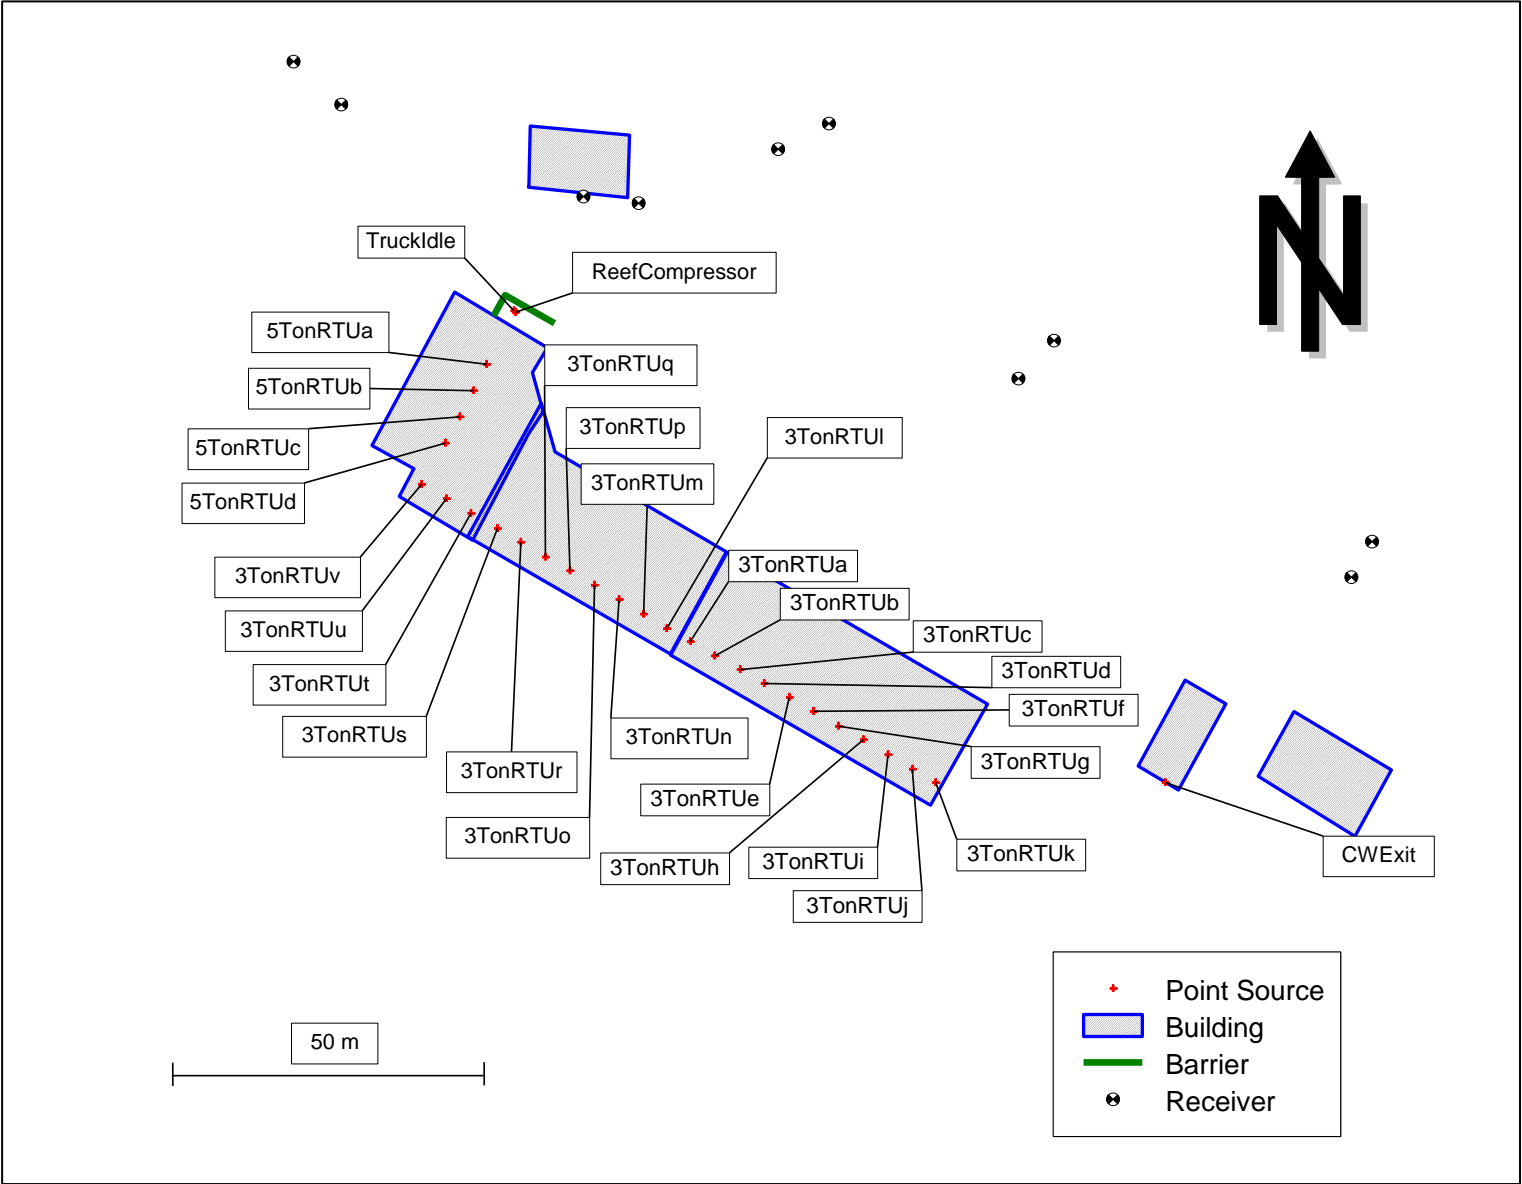 TruckIdle
ReefCompressor
5TonRTUa
3TonRTUq
5TonRTUb
3TonRTUp
3TonRTUl
5TonRTUc
3TonRTUm
5TonRTUd
3TonRTUa
3TonRTUv
3TonRTUb
3TonRTUu
3TonRTUc
3TonRTUt
3TonRTUd
3TonRTUs
3TonRTUn
3TonRTUf
3TonRTUr
3TonRTUg
3TonRTUe
3TonRTUo
3TonRTUh
3TonRTUi
3TonRTUk
CWExit
3TonRTUj
N
Point Source
Building
Barrier
Receiver
50 m